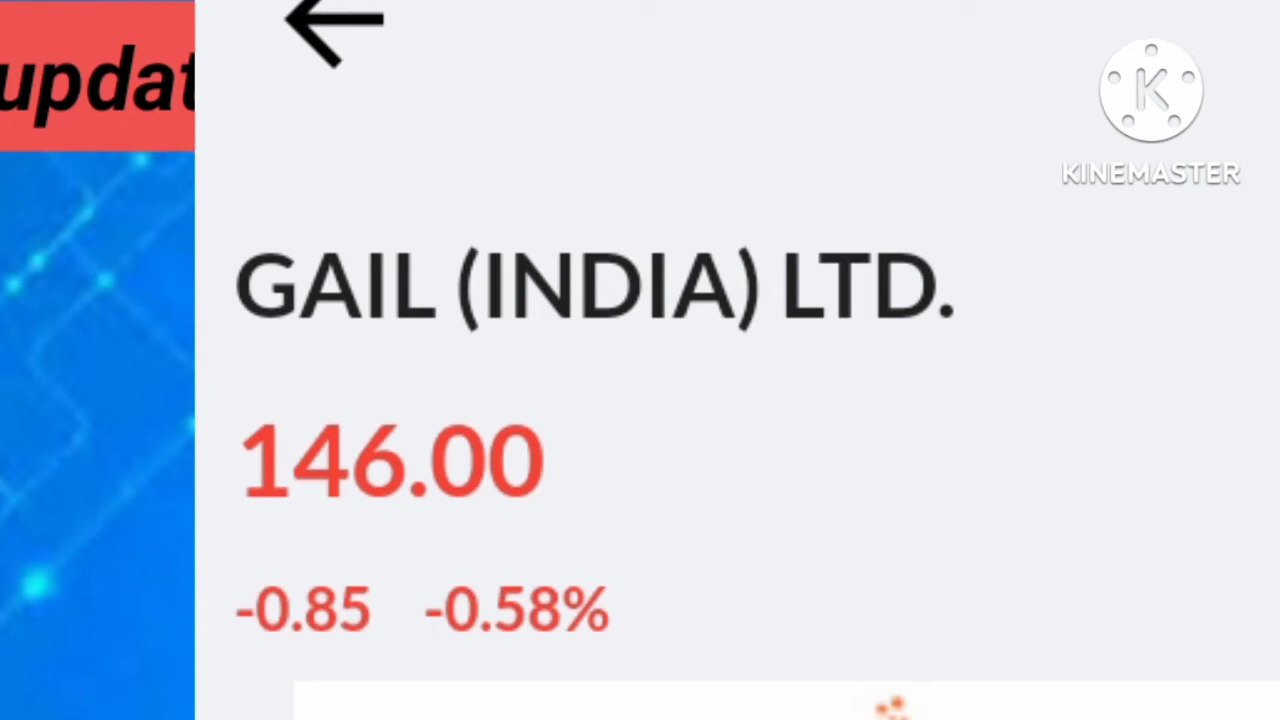 updat
KINEMASTER
GAIL (INDIA) LTD.
146.00
-0.85 -0.58%